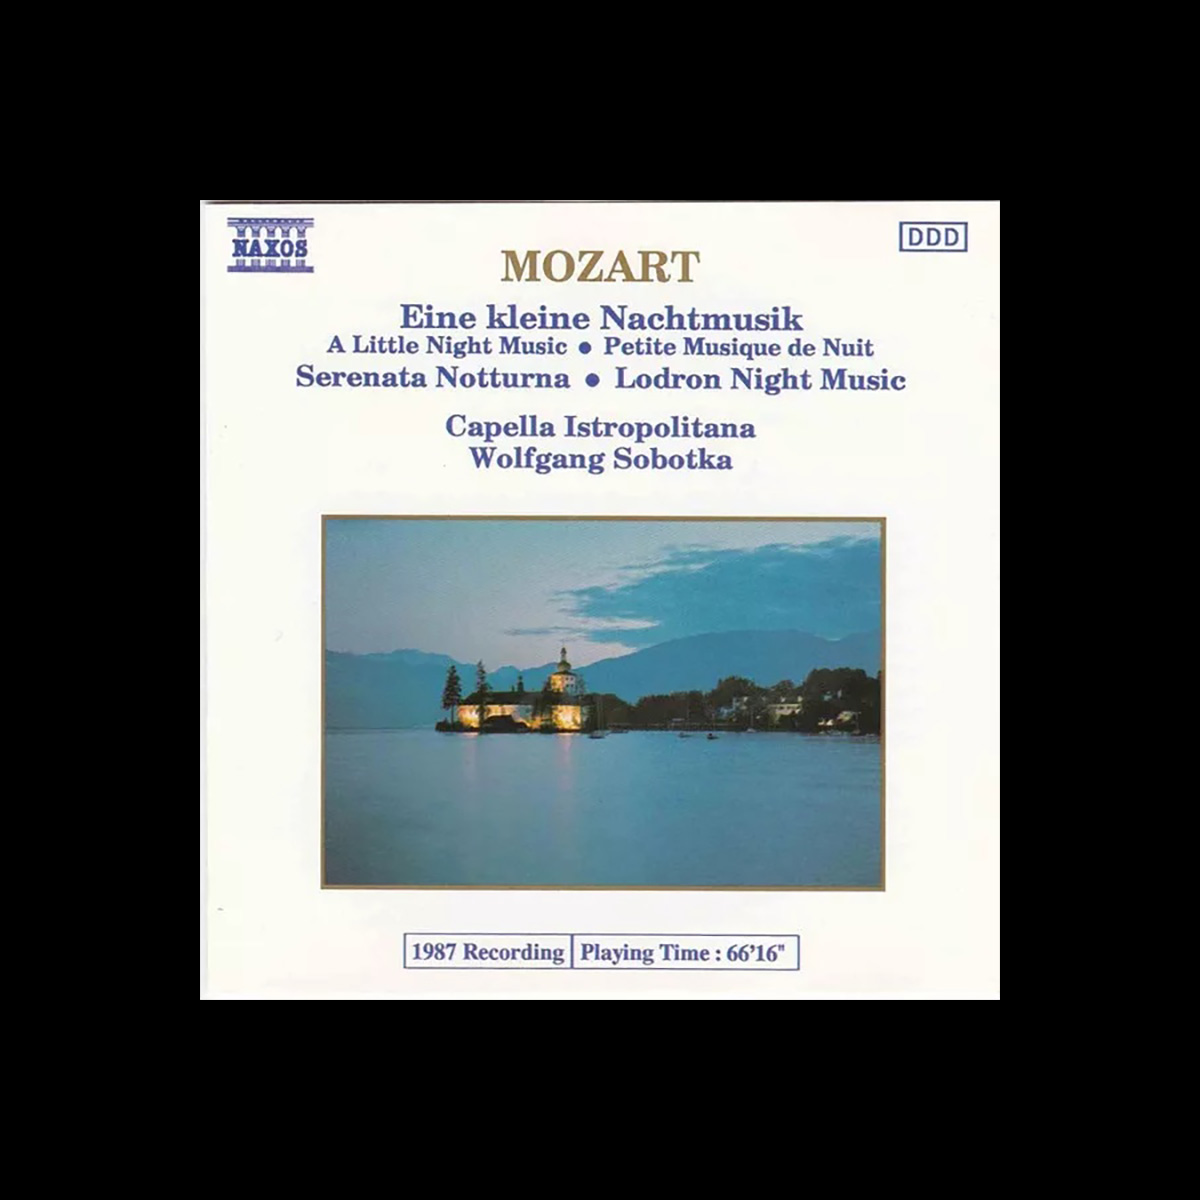 NAXOS
DDD
MOZART
Eine kleine Nachtmusik
A Little Night Music ● Petite Musique de Nuit
Serenata Notturna ● Lodron Night Music
Capella Istropolitana
Wolfgang Sobotka
1987 Recording | Playing Time : 66'16"